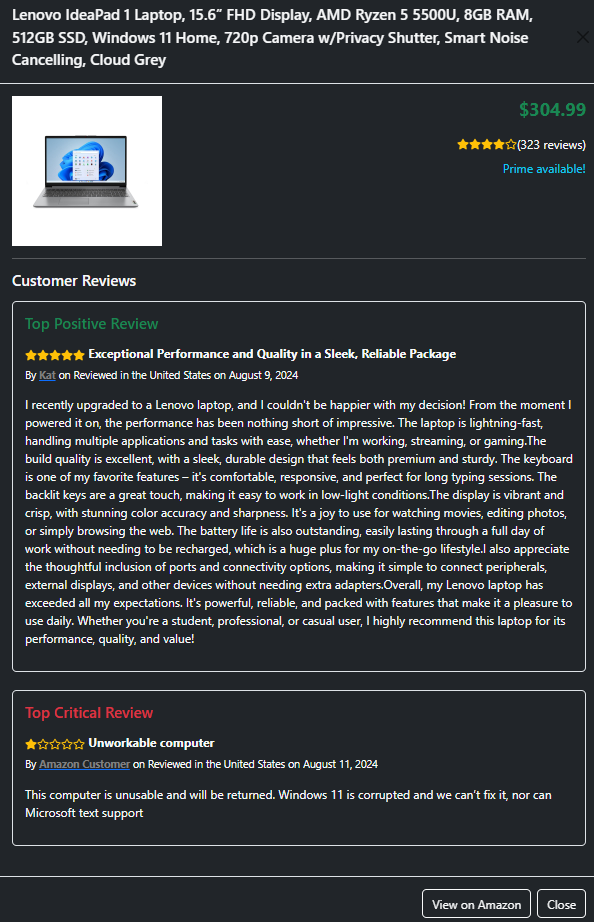 Lenovo IdeaPad 1 Laptop, 15.6” FHD Display, AMD Ryzen 5 5500U, 8GB RAM,
512GB SSD, Windows 11 Home, 720p Camera w/Privacy Shutter, Smart Noise
Cancelling, Cloud Grey
$304.99
(323 reviews)
Prime available!
Customer Reviews
Top Positive Review
Exceptional Performance and Quality in a Sleek, Reliable Package
By Kat on Reviewed in the United States on August 9, 2024
I recently upgraded to a Lenovo laptop, and I couldn't be happier with my decision! From the moment I
powered it on, the performance has been nothing short of impressive. The laptop is lightning-fast,
handling multiple applications and tasks with ease, whether I'm working, streaming, or gaming.The
build quality is excellent, with a sleek, durable design that feels both premium and sturdy. The keyboard
is one of my favorite features – it's comfortable, responsive, and perfect for long typing sessions. The
backlit keys are a great touch, making it easy to work in low-light conditions.The display is vibrant and
crisp, with stunning color accuracy and sharpness. It's a joy to use for watching movies, editing photos,
or simply browsing the web. The battery life is also outstanding, easily lasting through a full day of
work without needing to be recharged, which is a huge plus for my on-the-go lifestyle.I also appreciate
the thoughtful inclusion of ports and connectivity options, making it simple to connect peripherals,
external displays, and other devices without needing extra adapters.Overall, my Lenovo laptop has
exceeded all my expectations. It's powerful, reliable, and packed with features that make it a pleasure to
use daily. Whether you're a student, professional, or casual user, I highly recommend this laptop for its
performance, quality, and value!
Top Critical Review
Unworkable computer
By Amazon Customer on Reviewed in the United States on August 11, 2024
This computer is unusable and will be returned. Windows 11 is corrupted and we can’t fix it, nor can
Microsoft text support
View on Amazon
Close